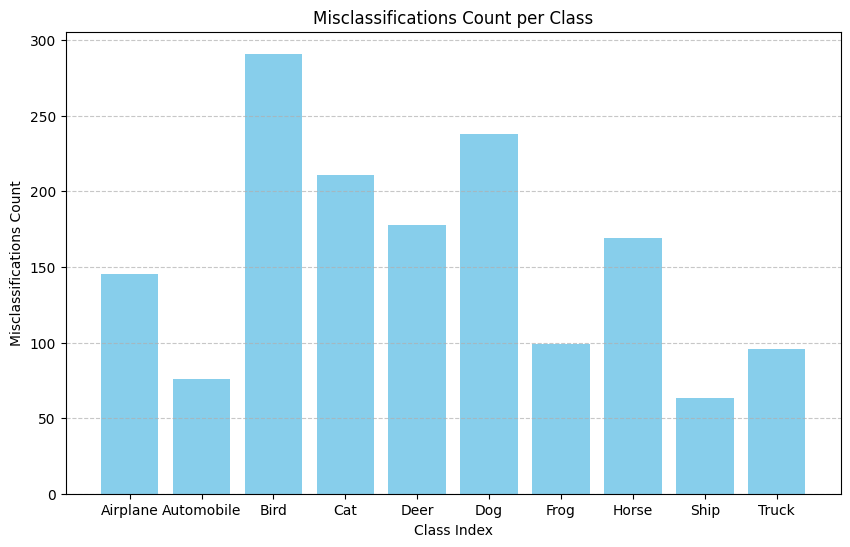 Misclassifications Count per Class
300
250
200
150
100
50
0
Misclassifications Count
Airplane Automobile Bird Cat Deer Dog Frog Horse Ship Truck
Class Index